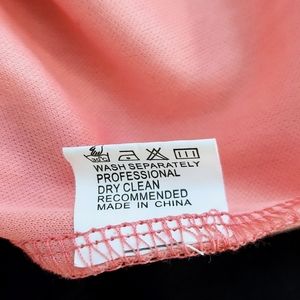 WASH SEPARATELY
PROFESSIONAL
DRY CLEAN
RECOMMENDED
MADE IN CHINA